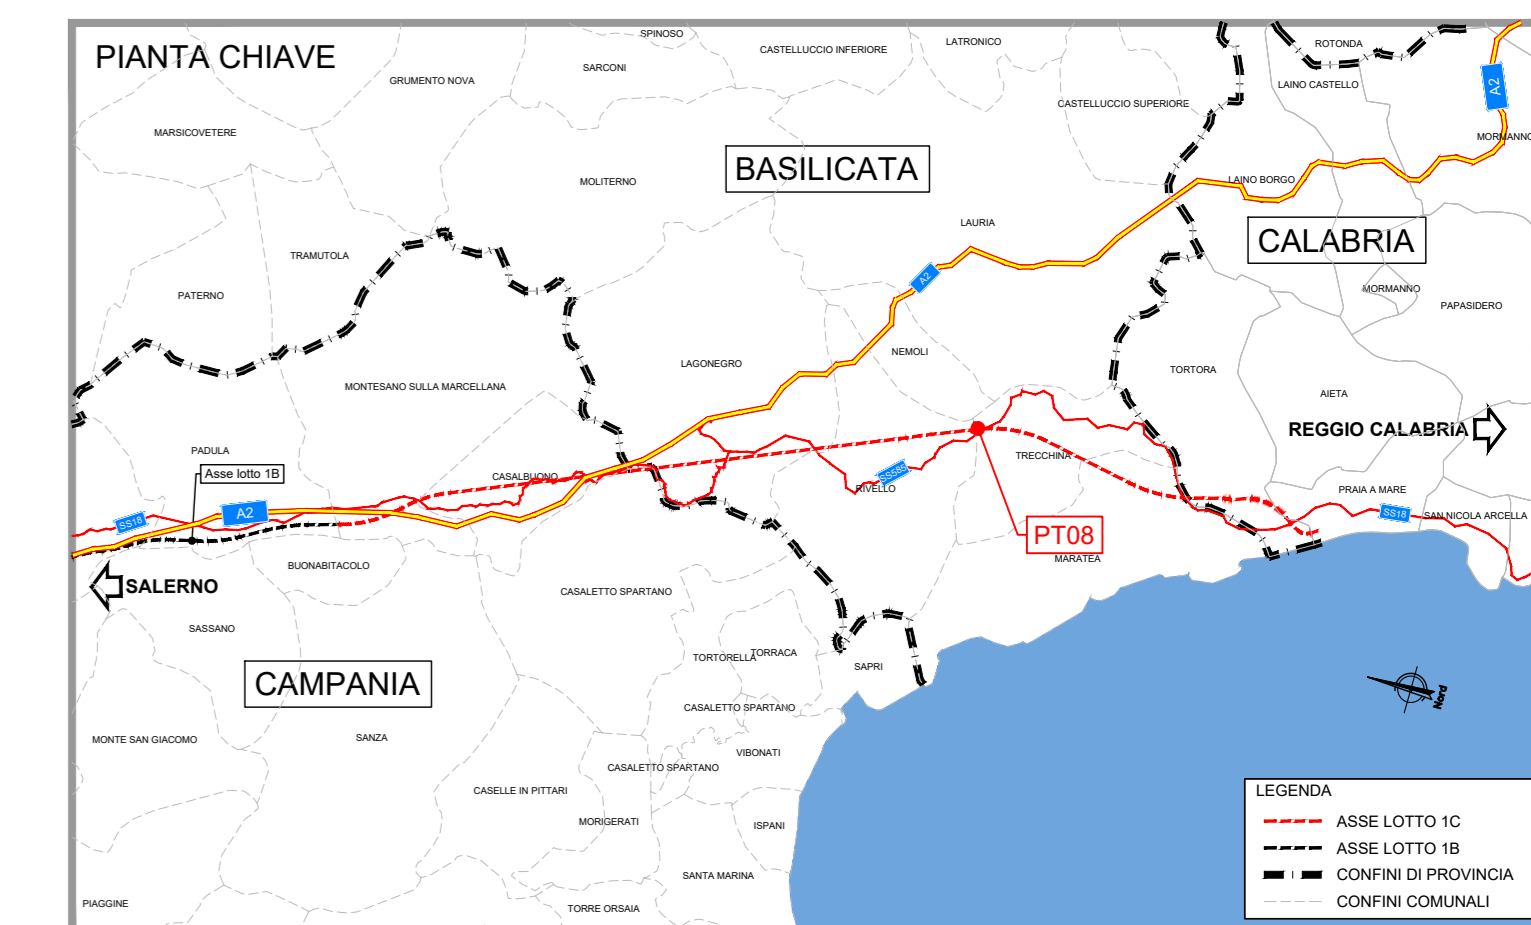 PIANTA CHIAVE
SPINOSO
CASTELLUCCIO INFERIORE
LATRONICO
ROTONDA
GRUMENTO NOVA
SARCONI
LAINO CASTELLO
A2
CASTELLUCCIO SUPERIORE
MARSICOVETERE
MORMANNO
BASILICATA
MOLITERNO
LAINO BORGO
LAURIA
CALABRIA
TRAMUTOLA
A2
MORMANNO
PATERNO
PAPASIDERO
NEMOLI
LAGONEGRO
TORTORA
MONTESANO SULLA MARCELLANA
AIETA
REGGIO CALABRIA
PADULA
TRECCHINA
Asse lotto 1B
CASALBUONO
SS585
RIVELLO
PRAIA A MARE
A2
SS18
SS18
SAN NICOLA ARCELLA
PT08
MARATEA
BUONABITACOLO
SALERNO
CASALETTO SPARTANO
SASSANO
TORTORELLA
TORRACA
SAPRI
CAMPANIA
Nord
CASALETTO SPARTANO
MONTE SAN GIACOMO
SANZA
VIBONATI
CASALETTO SPARTANO
CASELLE IN PITTARI
LEGENDA
MORIGERATI
ISPANI
ASSE LOTTO 1C
ASSE LOTTO 1B
SANTA MARINA
CONFINI DI PROVINCIA
PIAGGINE
TORRE ORSAIA
CONFINI COMUNALI